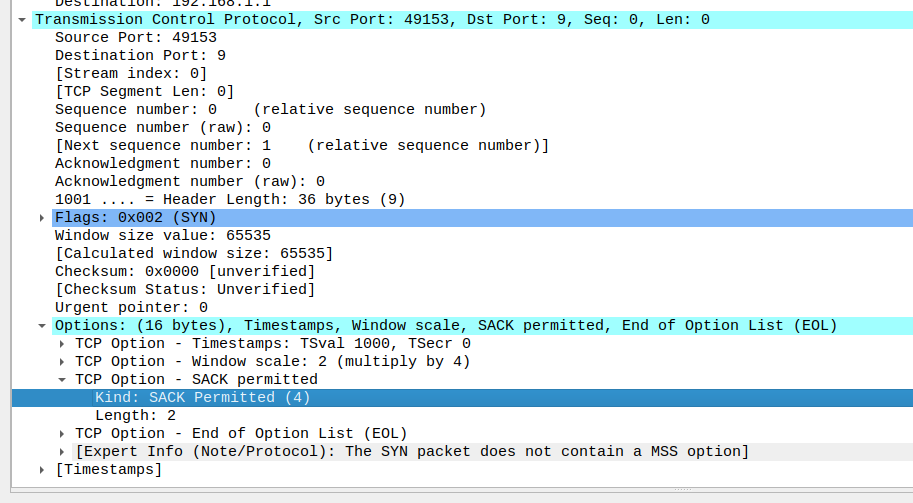 Destination: 192.168.1.1
Transmission Control Protocol, Src Port: 49153, Dst Port: 9, Seq: 0, Len: 0
Source Port: 49153
Destination Port: 9
[Stream index: 0]
[TCP Segment Len: 0]
Sequence number: 0    (relative sequence number)
Sequence number (raw): 0
[Next sequence number: 1    (relative sequence number)]
Acknowledgment number: 0
Acknowledgment number (raw): 0
1001 .... = Header Length: 36 bytes (9)
Flags: 0x002 (SYN)
Window size value: 65535
[Calculated window size: 65535]
Checksum: 0x0000 [unverified]
[Checksum Status: Unverified]
Urgent pointer: 0
Options: (16 bytes), Timestamps, Window scale, SACK permitted, End of Option List (EOL)
TCP Option - Timestamps: TSval 1000, TSecr 0
TCP Option - Window scale: 2 (multiply by 4)
TCP Option - SACK permitted
Kind: SACK Permitted (4)
Length: 2
TCP Option - End of Option List (EOL)
[Expert Info (Note/Protocol): The SYN packet does not contain a MSS option]
[Timestamps]